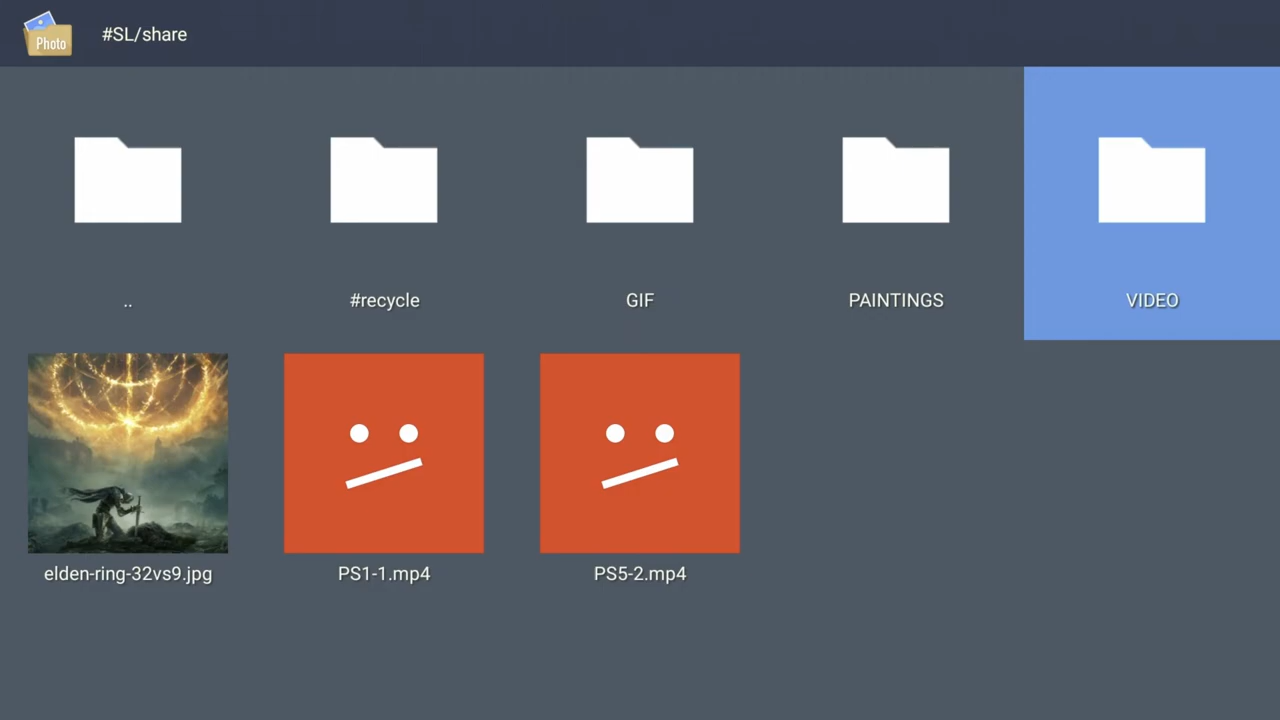 Photo
#SL/share
..
#recycle
GIF
PAINTINGS
VIDEO
elden-ring-32vs9.jpg
PS1-1.mp4
PS5-2.mp4